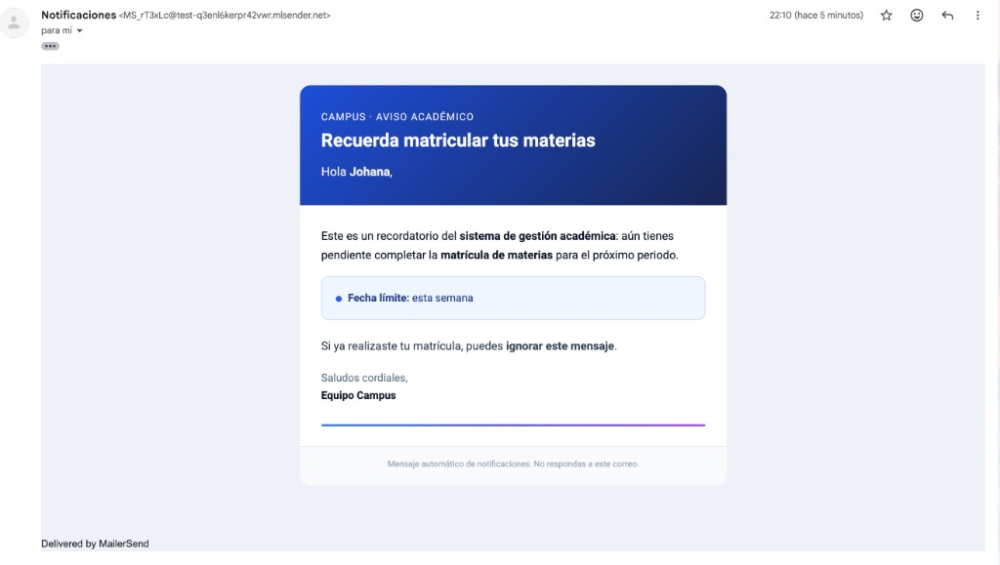 Notificaciones <MS_rT3xLc@test-q3enl6kerpr42vwr.mlsender.net>
22:10 (hace 5 minutos)
para mí
CAMPUS · AVISO ACADÉMICO
Recuerda matricular tus materias
Hola Johana,
Este es un recordatorio del sistema de gestión académica: aún tienes
pendiente completar la matrícula de materias para el próximo periodo.
Fecha límite: esta semana
Si ya realizaste tu matrícula, puedes ignorar este mensaje.
Saludos cordiales,
Equipo Campus
Mensaje automático de notificaciones. No respondas a este correo.
Delivered by MailerSend